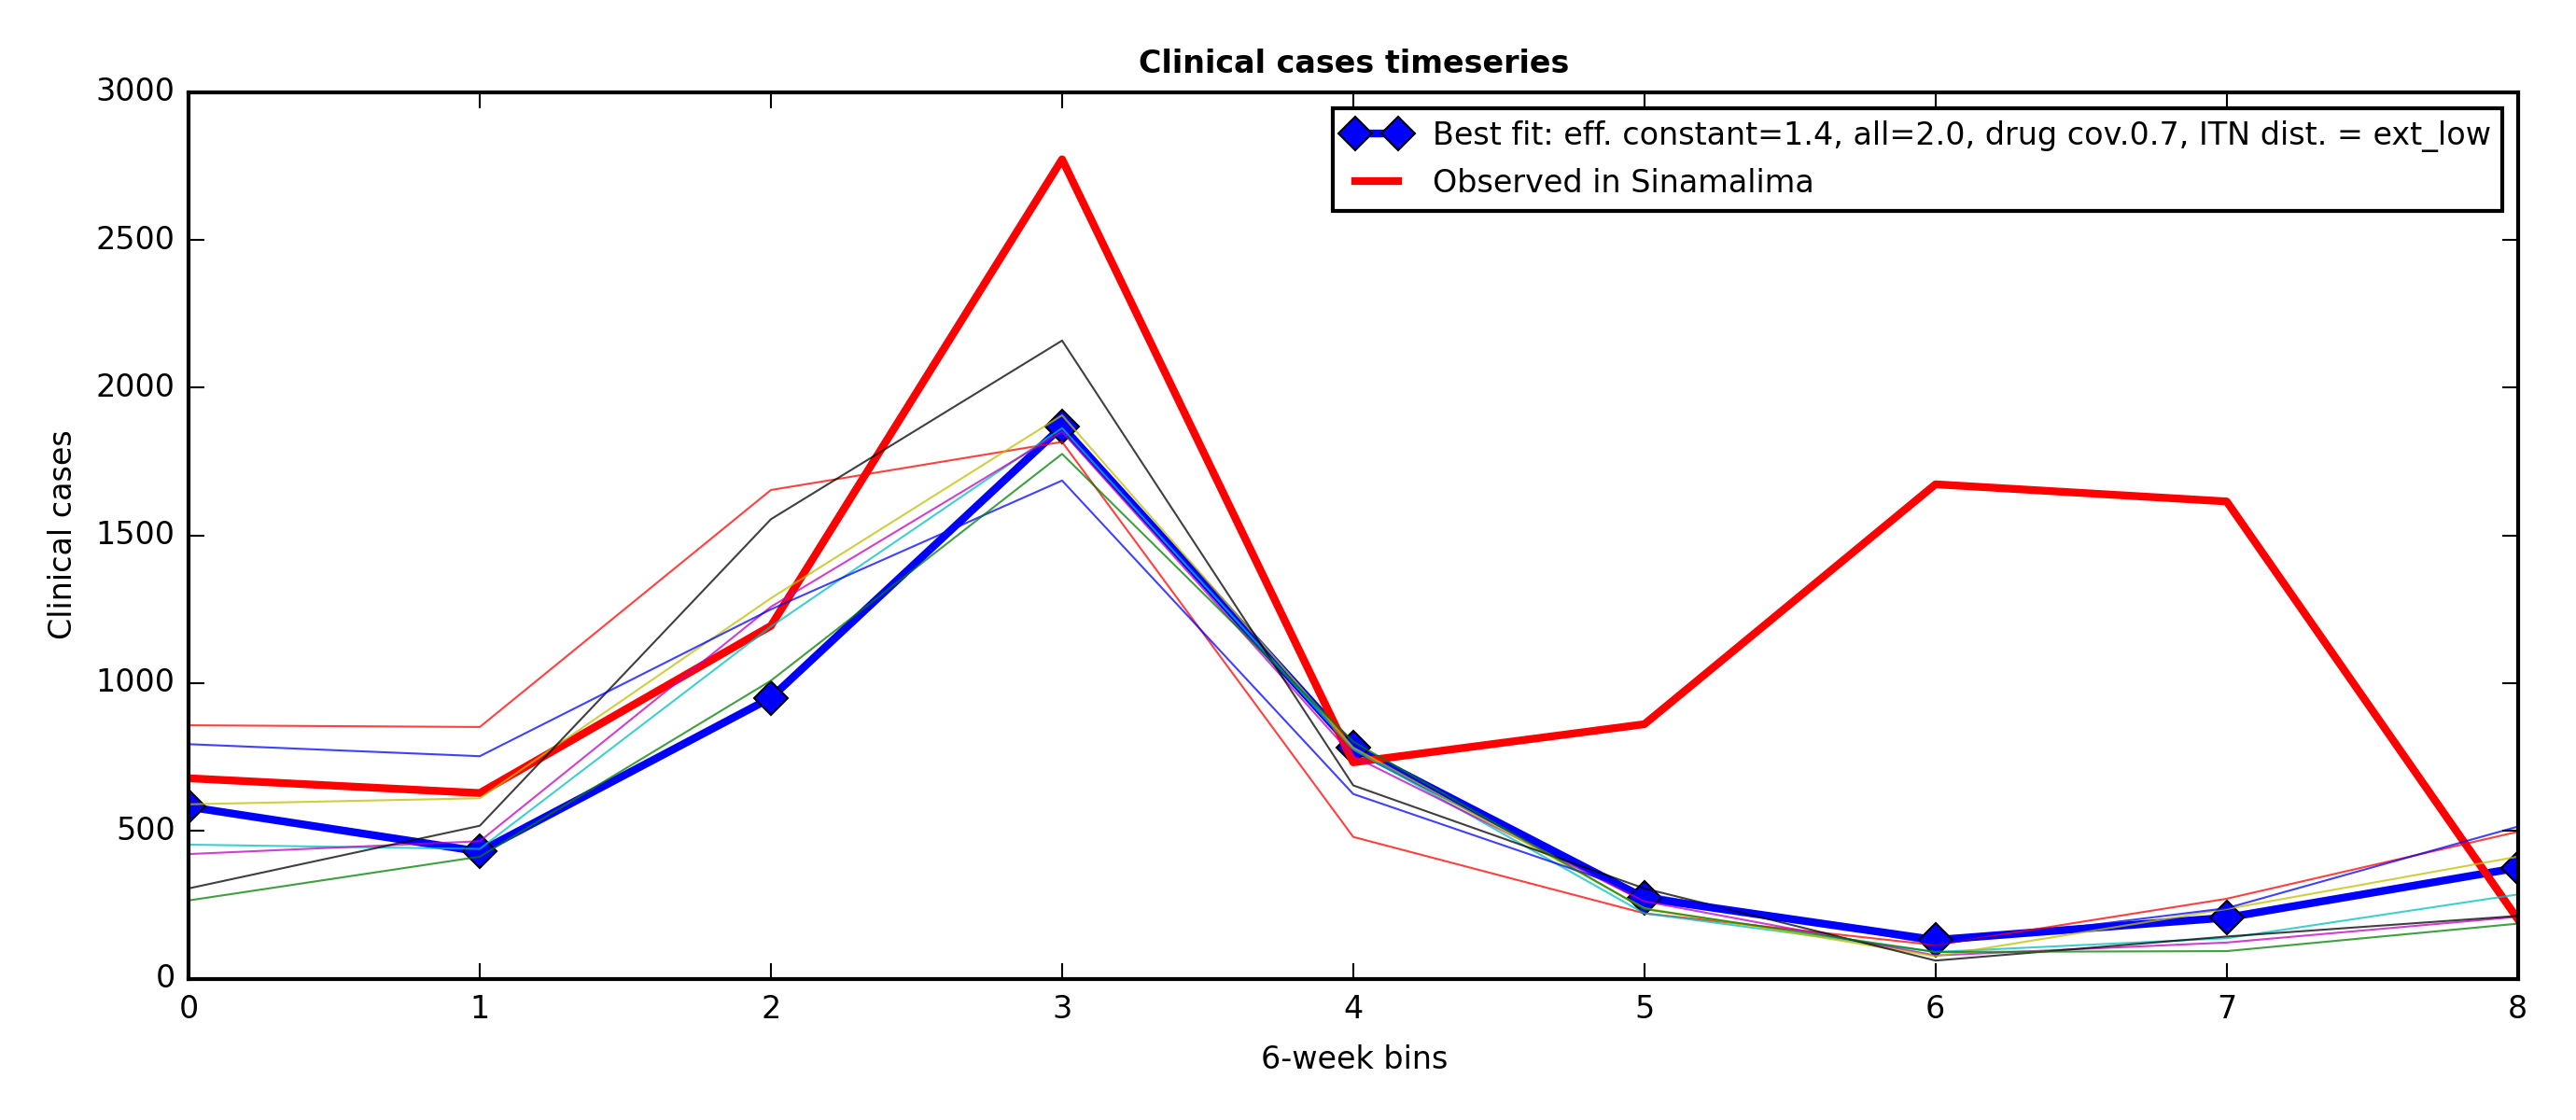 Clinical cases timeseries
3000
2500
2000
1500
1000
500
0
Clinical cases
Best fit: eff. constant=1.4, all=2.0, drug cov.0.7, ITN dist. = ext_low
Observed in Sinamalima
0 1 2 3 4 5 6 7 8
6-week bins